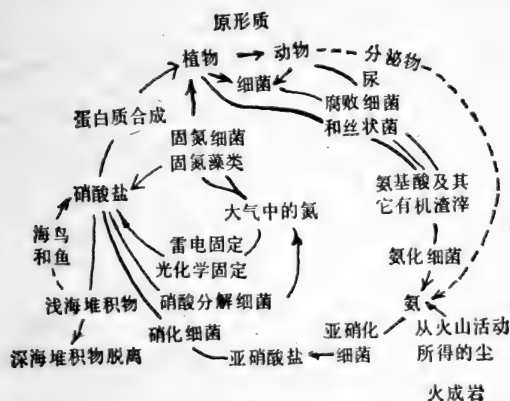 原形质
植物
动物
分泌物
细菌
尿
腐败细菌
和丝状菌
蛋白质合成
固氮细菌
固氮藻类
硝酸盐
大气中的氮
氨基酸及其
它有机渣滓
海鸟
和鱼
雷电固定
光化学固定
氨化细菌
浅海堆积物
硝酸分解细菌
氨
硝化细菌
亚硝化
细菌
从火山活动
所得的尘
深海堆积物脱离
亚硝酸盐
火成岩